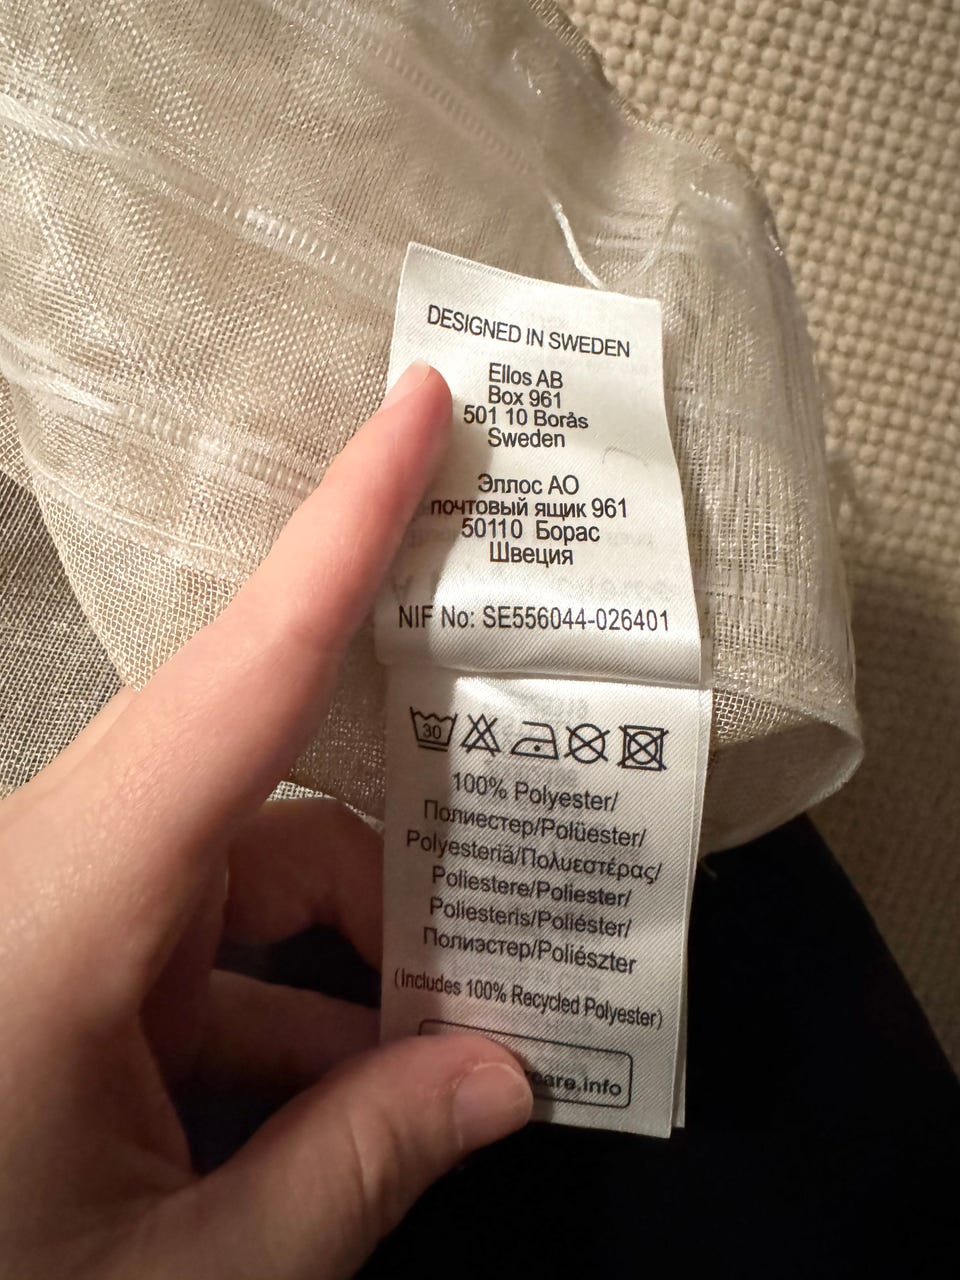 DESIGNED IN SWEDEN
Ellos AB
Box 961
501 10 Borås
Sweden
Эллос АО
почтовый ящик 961
50110 Борас
Швеция
NIF No: SE556044-026401
30
100% Polyester/
Полиестер/Polüester/
Polyesteriä/Πολυεστέρας/
Poliestere/Poliester/
Poliesteris/Poliéster/
Полиэстер/Poliészter
(Includes 100% Recycled Polyester)
care.info